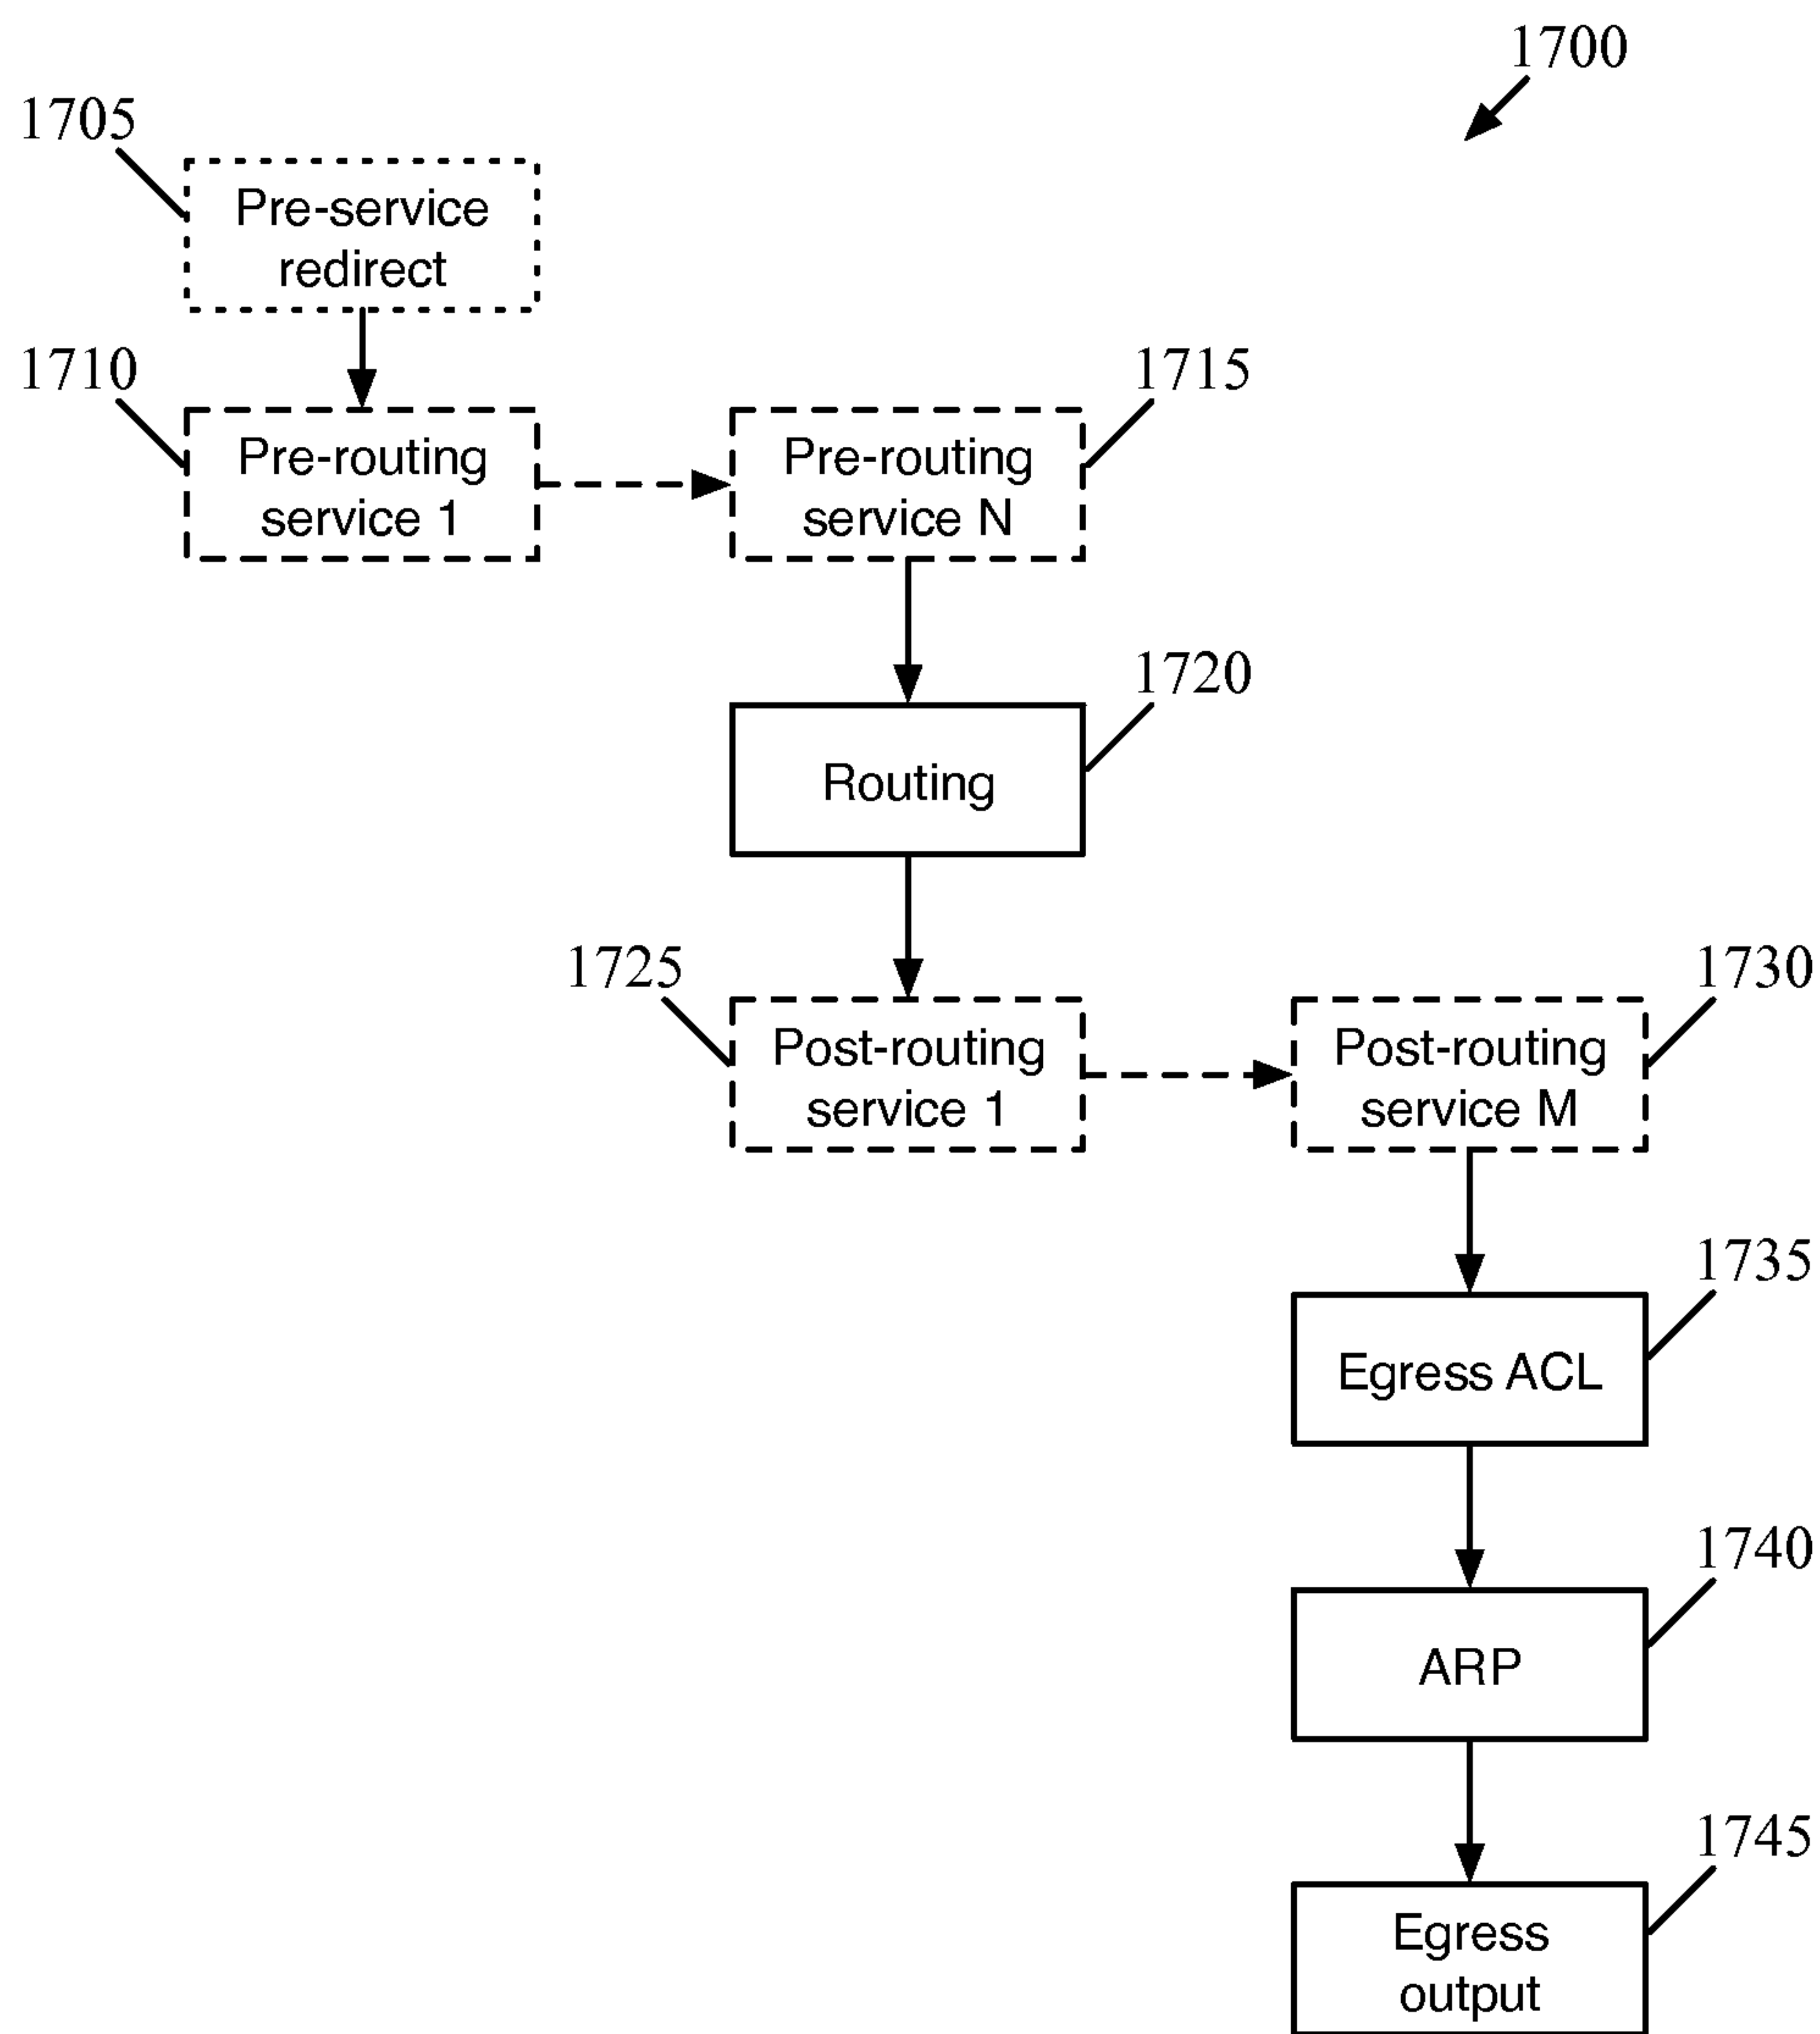 1700
1705
Pre-service
redirect
1710
Pre-routing
service 1
1715
Pre-routing
service N
1720
Routing
1725
Post-routing
service 1
1730
Post-routing
service M
1735
Egress ACL
1740
ARP
1745
Egress
output